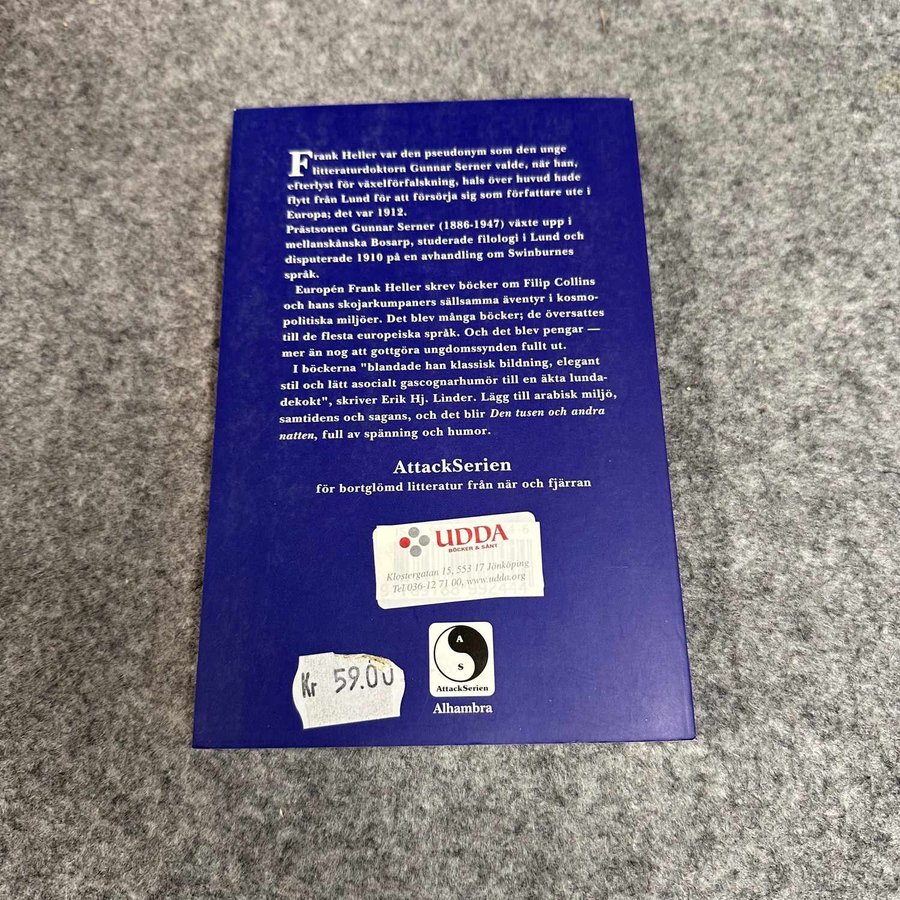 Frank Heller var den pseudonym som den unge
litteraturdoktorn Gunnar Serner valde, när han,
efterlyst för växelförfalskning, hals över huvud hade
flytt från Lund för att försörja sig som författare ute i
Europa; det var 1912.
Prästsonen Gunnar Serner (1886-1947) växte upp i
mellanskånska Bosarp, studerade filologi i Lund och
disputerade 1910 på en avhandling om Swinburnes
språk.
Europén Frank Heller skrev böcker om Filip Collins
och hans skojarkumpaners sällsamma äventyr i kosmo-
politiska miljöer. Det blev många böcker; de översattes
till de flesta europeiska språk. Och det blev pengar —
mer än nog att gottgöra ungdomssynden fullt ut.
I böckerna "blandade han klassisk bildning, elegant
stil och lätt asocialt gascognarhumör till en äkta lunda-
dekokt", skriver Erik Hj. Linder. Lägg till arabisk miljö,
samtidens och sagans, och det blir Den tusen och andra
natten, full av spänning och humor.
AttackSerien
för bortglömd litteratur från när och fjärran
UDDA
BÖCKER & SÅNT
Klostergatan 15, 553 17 Jönköping
Tel 036-12 71 00, www.udda.org
Kr 59.00
A
S
AttackSerien
Alhambra